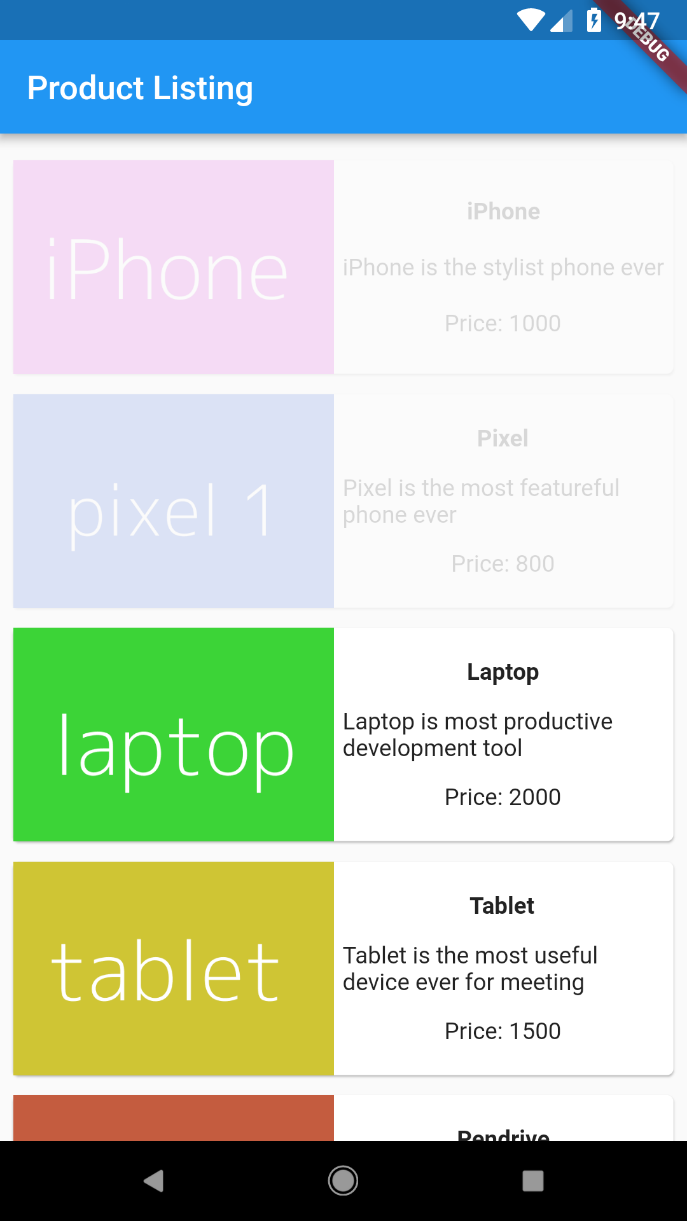 9:47
DEBUG
Product Listing
iPhone
iPhone
iPhone is the stylist phone ever
Price: 1000
pixel 1
Pixel
Pixel is the most featureful
phone ever
Price: 800
laptop
Laptop
Laptop is most productive
development tool
Price: 2000
tablet
Tablet
Tablet is the most useful
device ever for meeting
Price: 1500
Pendrive